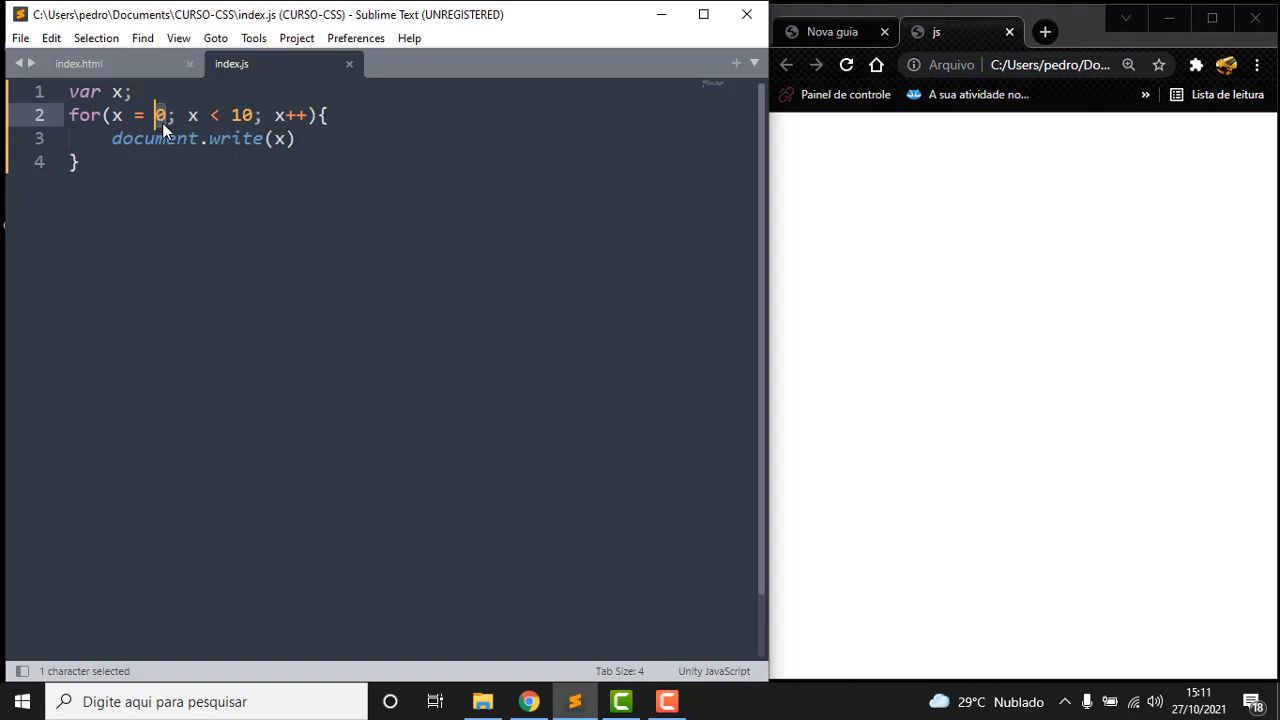 C:\Users\pedro\Documents\CURSO-CSS\index.js (CURSO-CSS) - Sublime Text (UNREGISTERED)
File Edit Selection Find View Goto Tools Project Preferences Help
index.html index.js
1 var x;
2 for(x = 0; x < 10; x++){
3 document.write(x)
4 }
1 character selected Tab Size: 4 Unity JavaScript
Nova guia js
Arquivo C:/Users/pedro/Do...
Painel de controle A sua atividade no... » Lista de leitura
Digite aqui para pesquisar
29°C Nublado
15:11
27/10/2021
18